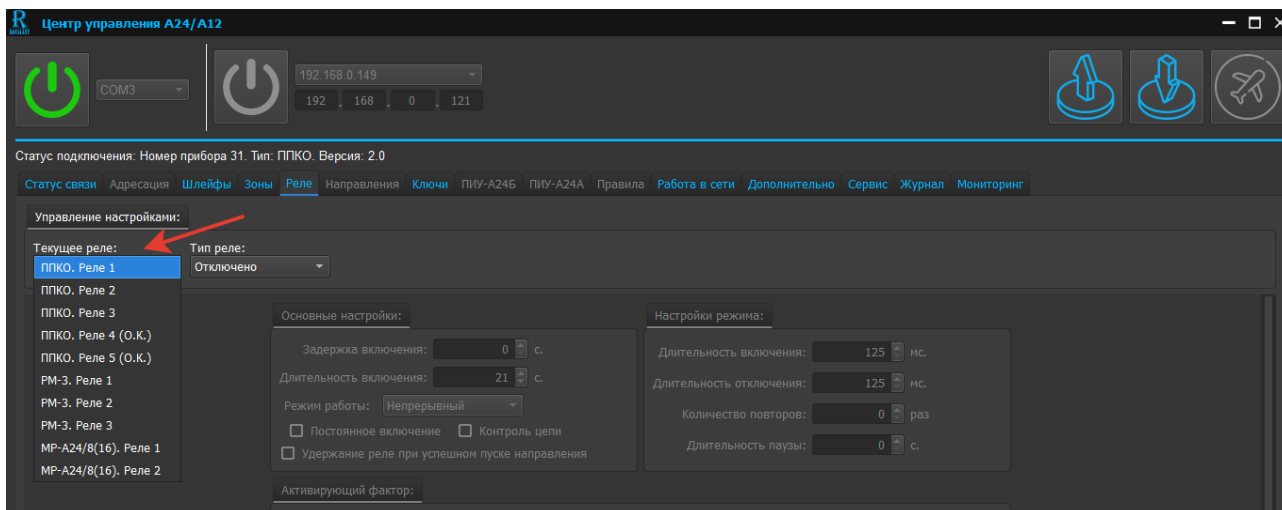 Центр управления A24/A12
COM3
192.168.0.149
192 . 168 . 0 . 121
Статус подключения: Номер прибора 31. Тип: ППКО. Версия: 2.0
Статус связи Адресация Шлейфы Зоны Реле Направления Ключи ПИУ-А24Б ПИУ-А24А Правила Работа в сети Дополнительно Сервис Журнал Мониторинг
Управление настройками:
Текущее реле: Тип реле:
ППКО. Реле 1 Отключено
ППКО. Реле 2
ППКО. Реле 3
ППКО. Реле 4 (О.К.)
ППКО. Реле 5 (О.К.)
РМ-3. Реле 1
РМ-3. Реле 2
РМ-3. Реле 3
МР-А24/8(16). Реле 1
МР-А24/8(16). Реле 2
Основные настройки:
Задержка включения: 0 с.
Длительность включения: 21 с.
Режим работы: Непрерывный
Постоянное включение Контроль цепи
Удержание реле при успешном пуске направления
Настройки режима:
Длительность включения: 125 мс.
Длительность отключения: 125 мс.
Количество повторов: 0 раз
Длительность паузы: 0 с.
Активирующий фактор: